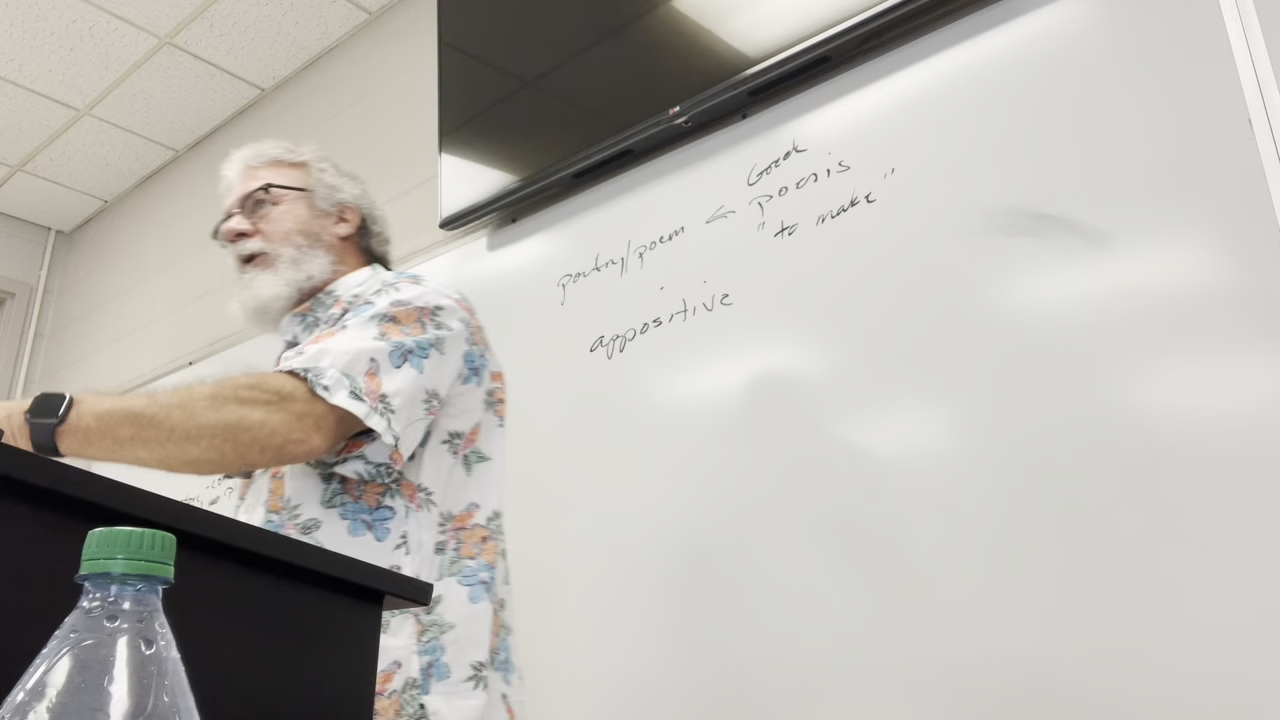 Greek
poetry/poem ← poesis
"to make"
appositive